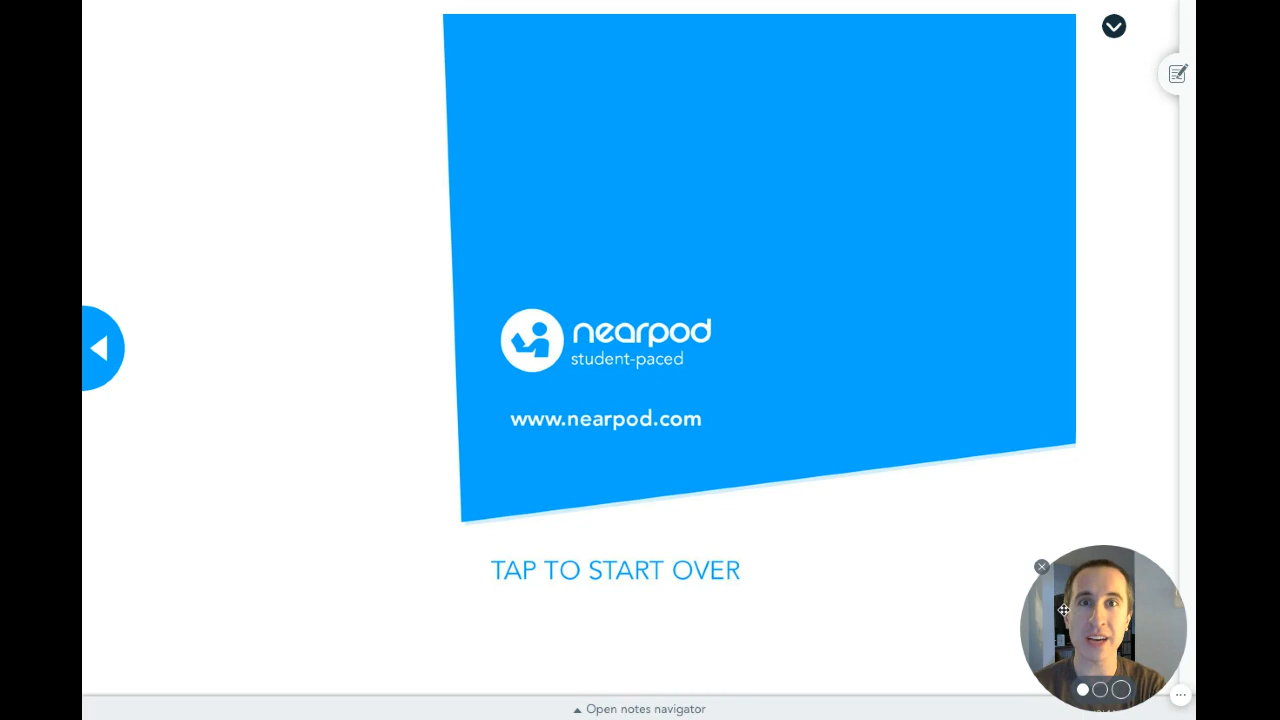 nearpod
student-paced
www.nearpod.com
TAP TO START OVER
Open notes navigator